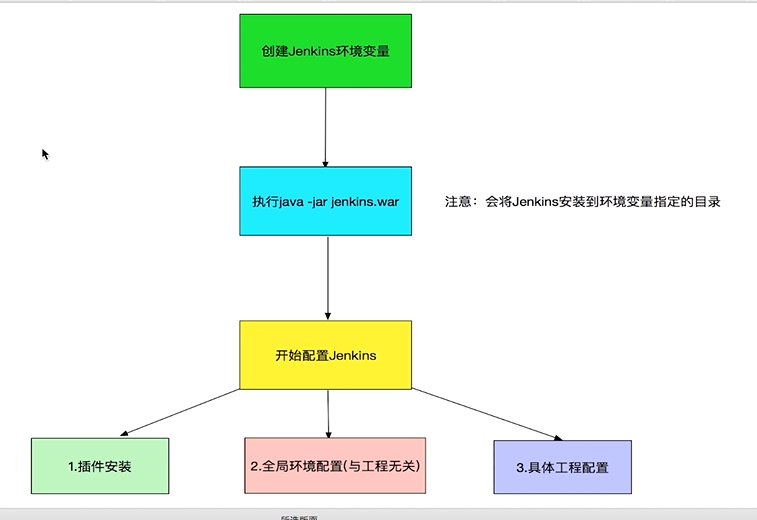 创建Jenkins环境变量
执行java -jar jenkins.war
注意：会将Jenkins安装到环境变量指定的目录
开始配置Jenkins
1.插件安装
2.全局环境配置(与工程无关)
3.具体工程配置